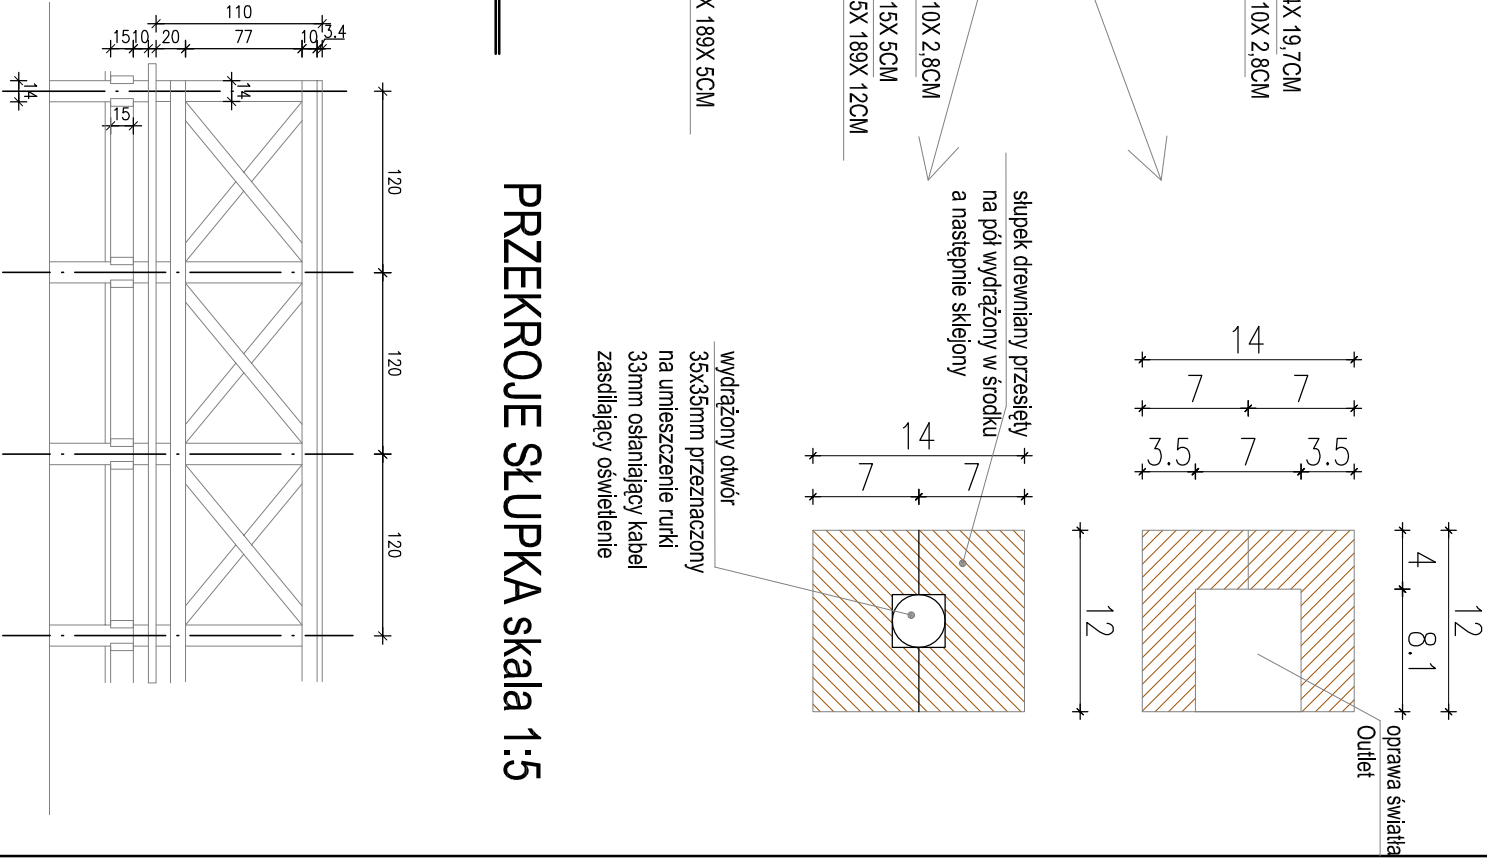 4X 19,7CM
10X 2,8CM
10X 2,8CM
15X 5CM
5X 189X 12CM
X 189X 5CM
14
7 7
3.5 7 3.5
12
4 8.1
oprawa światła
Outlet
słupek drewniany przesięty
na pół wydrążony w środku
a następnie sklejony
14
7 7
12
wydrążony otwór
35x35mm przeznaczony
na umieszczenie rurki
33mm osłaniający kabel
zasdilający oświetlenie
PRZEKROJE SŁUPKA skala 1:5
110
15 10 20 77 10 3.4
14
14
15
120
120
120